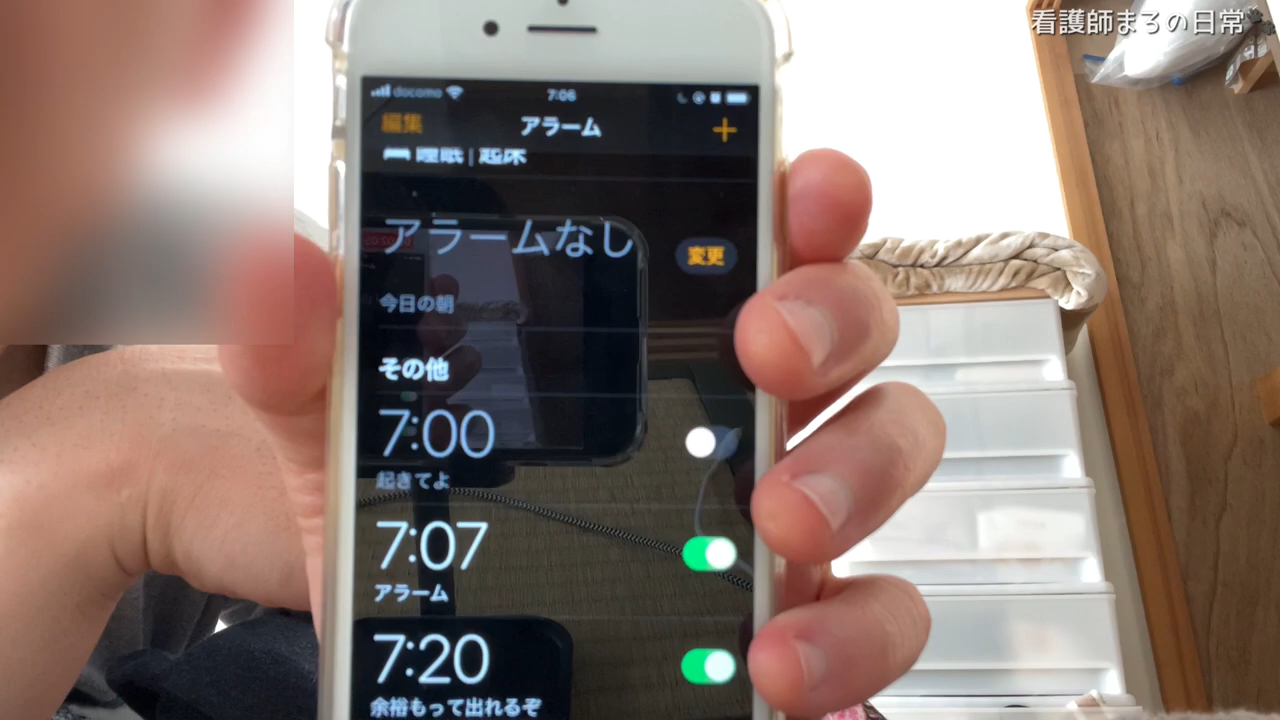 看護師まろの日常
docomo 7:06
編集 アラーム +
睡眠 | 起床
アラームなし 変更
今日の朝
その他
7:00
起きてよ
7:07
アラーム
7:20
余裕もって出れるぞ